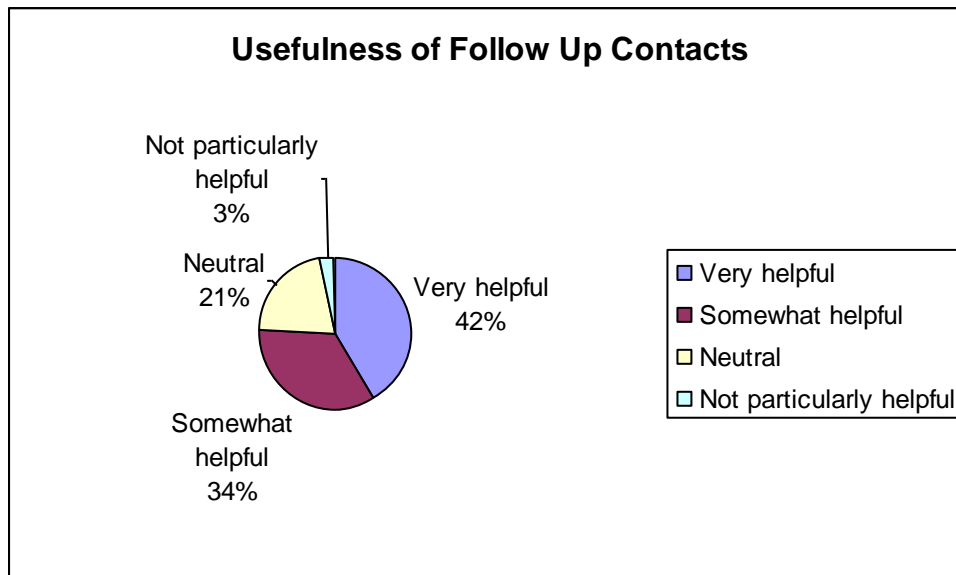 Usefulness of Follow Up Contacts
Not particularly
helpful
3%
Neutral
21%
Very helpful
42%
Somewhat
helpful
34%
Very helpful
Somewhat helpful
Neutral
Not particularly helpful